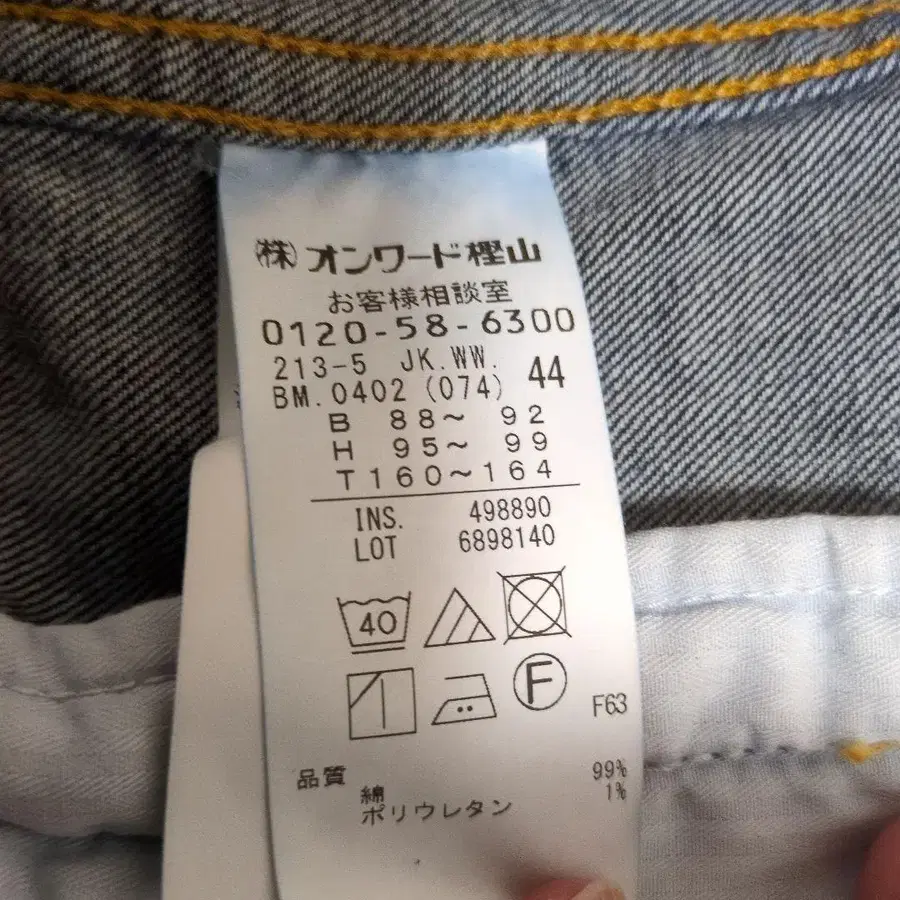 ㈱オンワード樫山
お客様相談室
0120-58-6300
213-5 JK.WW.
BM.0402(074) 44
B 88～ 92
H 95～ 99
T160～164
INS. 498890
LOT 6898140
40
F
F63
品質
綿 99%
ポリウレタン 1%